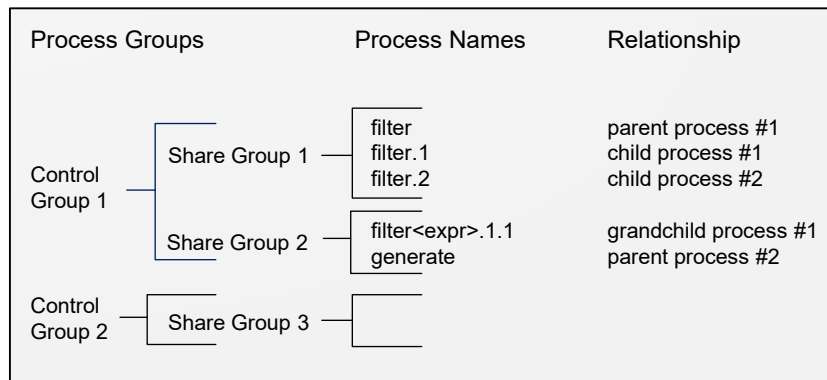 Process Groups Process Names Relationship
filter parent process #1
Share Group 1 filter.1 child process #1
Control
Group 1
filter.2 child process #2
Share Group 2 filter<expr>.1.1 grandchild process #1
generate parent process #2
Control
Group 2
Share Group 3